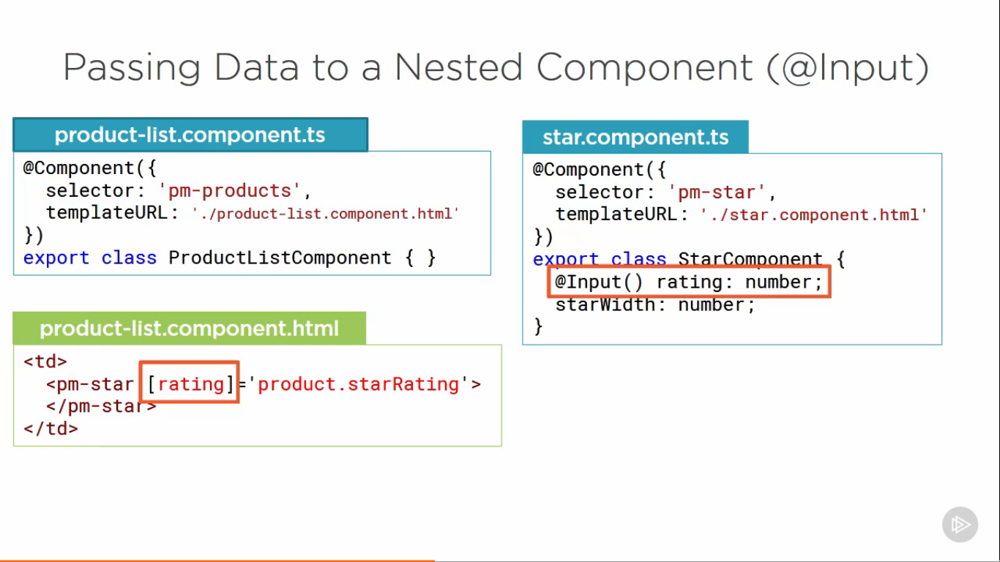 Passing Data to a Nested Component (@Input)
product-list.component.ts
@Component({
  selector: 'pm-products',
  templateURL: './product-list.component.html'
})
export class ProductListComponent { }
product-list.component.html
<td>
  <pm-star [rating]='product.starRating'>
  </pm-star>
</td>
star.component.ts
@Component({
  selector: 'pm-star',
  templateURL: './star.component.html'
})
export class StarComponent {
  @Input() rating: number;
  starWidth: number;
}